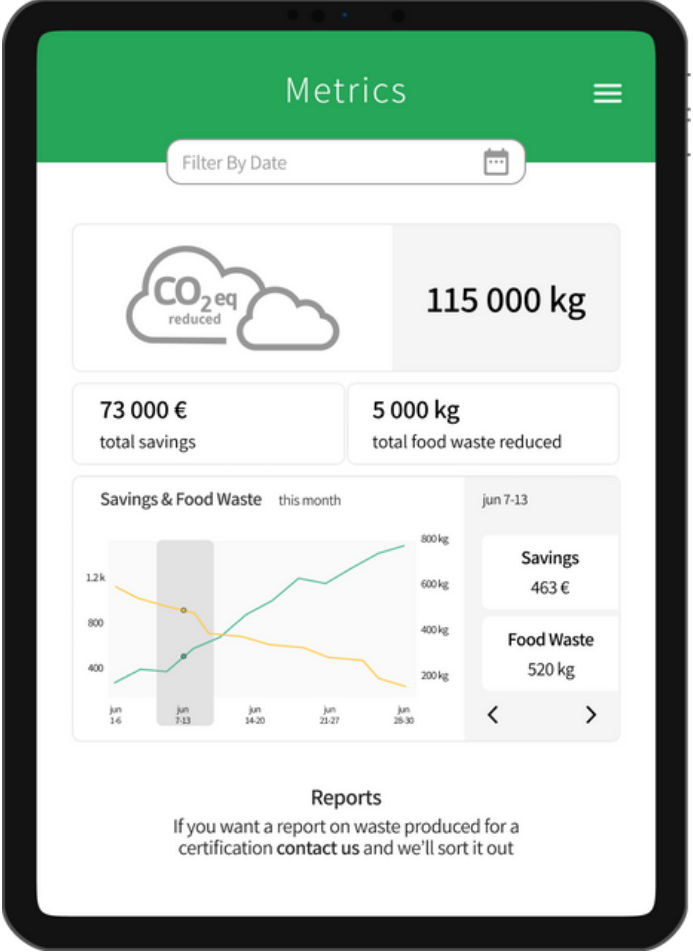 Metrics
Filter By Date
CO2 eq
reduced
115 000 kg
73 000 €
total savings
5 000 kg
total food waste reduced
Savings & Food Waste this month
jun 7-13
800 kg
1.2 k
600 kg
800
400 kg
400
200 kg
jun
1-6
jun
7-13
jun
14-20
jun
21-27
jun
28-30
Savings
463 €
Food Waste
520 kg
Reports
If you want a report on waste produced for a
certification contact us and we'll sort it out